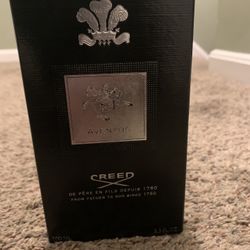 AVENTUS
CREED
DE PÈRE EN FILS DEPUIS 1760
FROM FATHER TO SON SINCE 1760